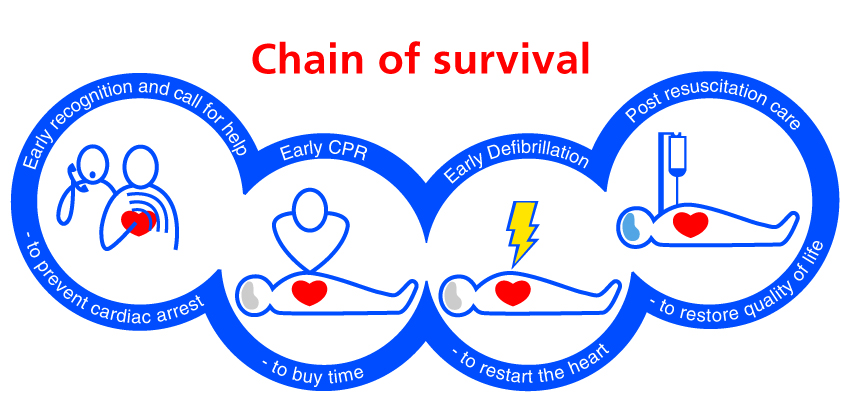 Chain of survival
Early recognition and call for help
- to prevent cardiac arrest
Early CPR
- to buy time
Early Defibrillation
- to restart the heart
Post resuscitation care
- to restore quality of life